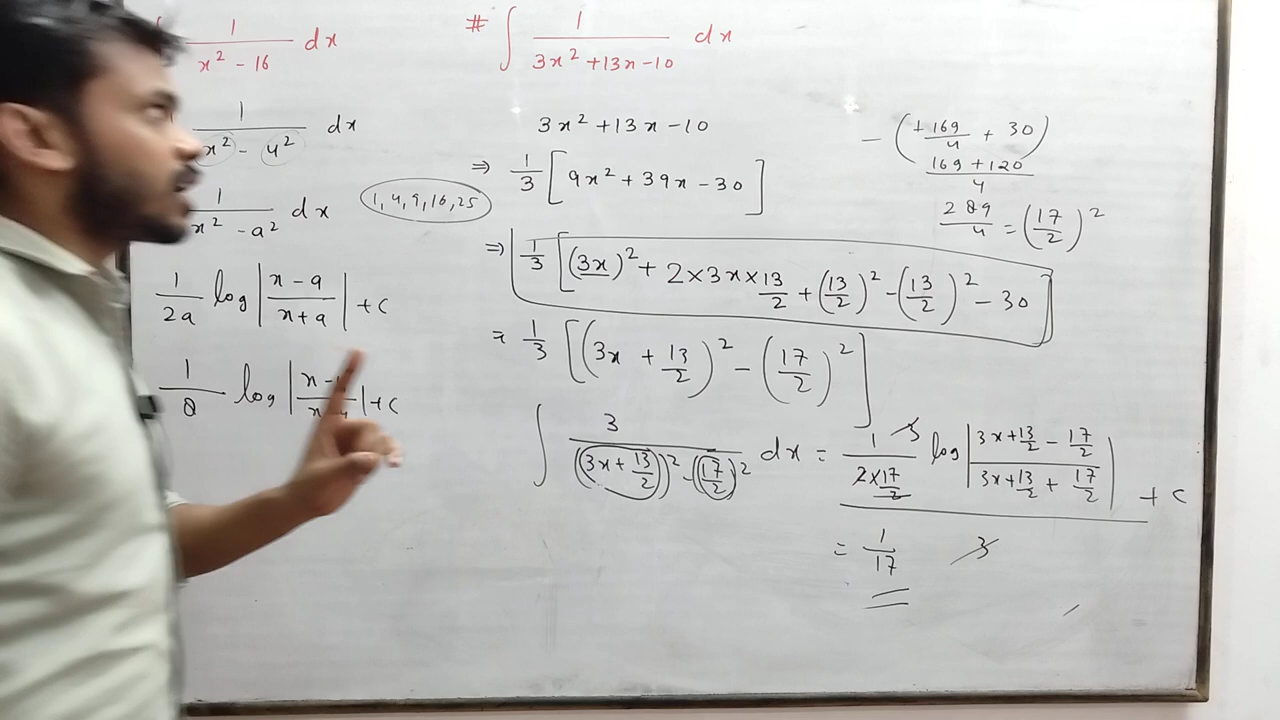 1/(x² - 16) dx
1/(x² - 4²) dx
1/(x² - a²) dx
1/2a log |(x - a)/(x + a)| + c
1/8 log |x - / x | + c
1, 4, 9, 16, 25
# ∫ 1/(3x² + 13x - 10) dx
3x² + 13x - 10
⇒ 1/3 [9x² + 39x - 30]
⇒ 1/3 [(3x)² + 2 × 3x × 13/2 + (13/2)² - (13/2)² - 30]
= 1/3 [(3x + 13/2)² - (17/2)²]
∫ 3/((3x + 13/2)² - (17/2)²) dx = 1/(2 × 17/2) 3 log |(3x + 13/2 - 17/2)/(3x + 13/2 + 17/2)| + c
= 1/17 3
- (+169/4 + 30)
(169 + 120)/4
289/4 = (17/2)²